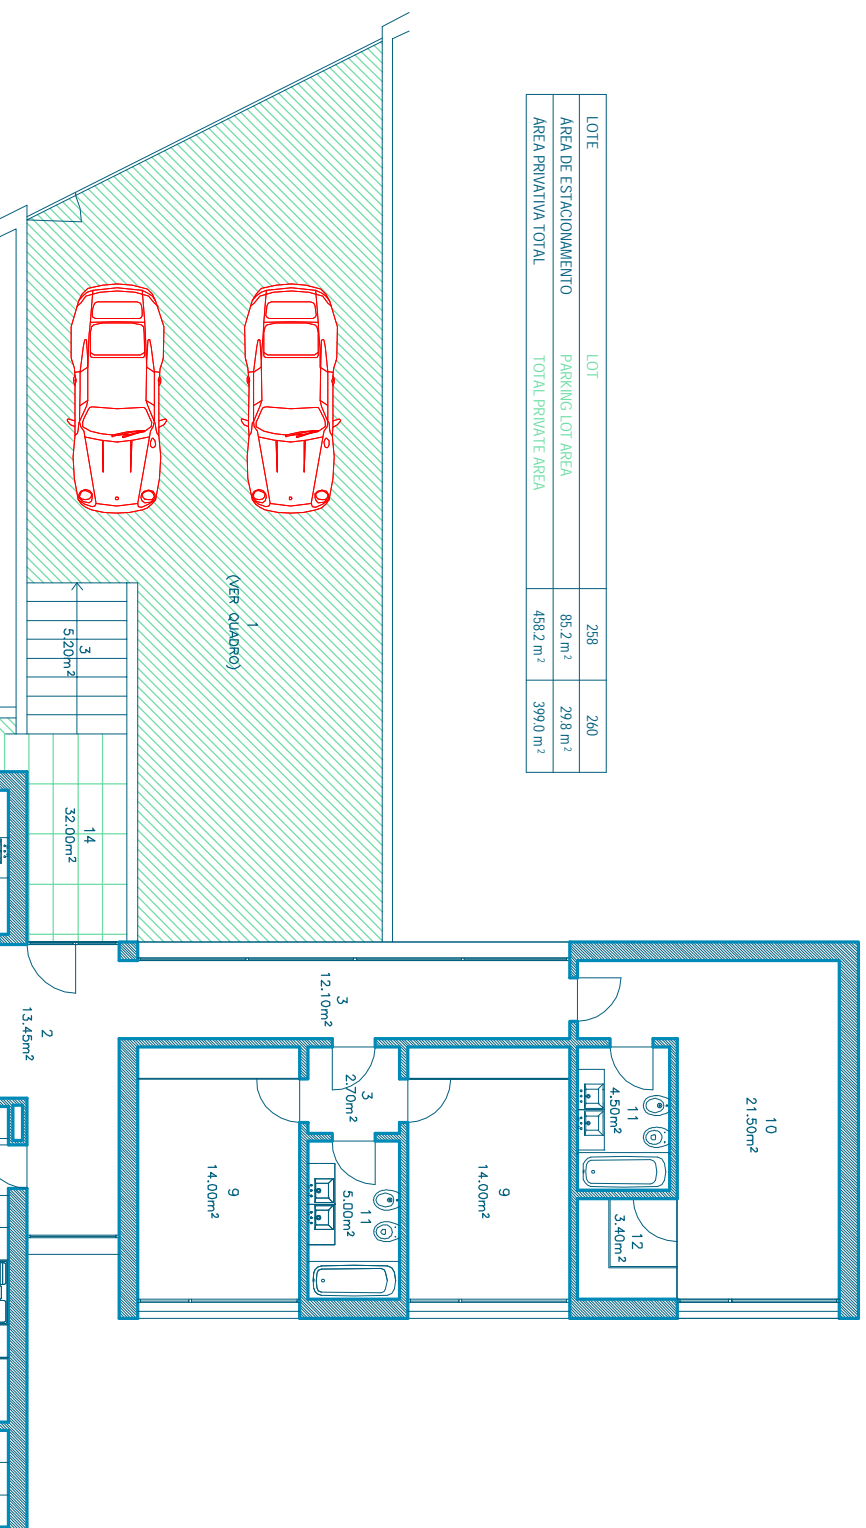 LOTE LOT 258 260
ÁREA DE ESTACIONAMENTO PARKING LOT AREA 85.2 m² 29.8 m²
ÁREA PRIVATIVA TOTAL TOTAL PRIVATE AREA 458.2 m² 399.0 m²
1
(VER QUADRO)
3
5.20m²
14
32.00m²
10
21.50m²
11
4.50m²
12
3.40m²
9
14.00m²
3
12.10m²
3
2.70m²
11
5.00m²
9
14.00m²
2
13.45m²